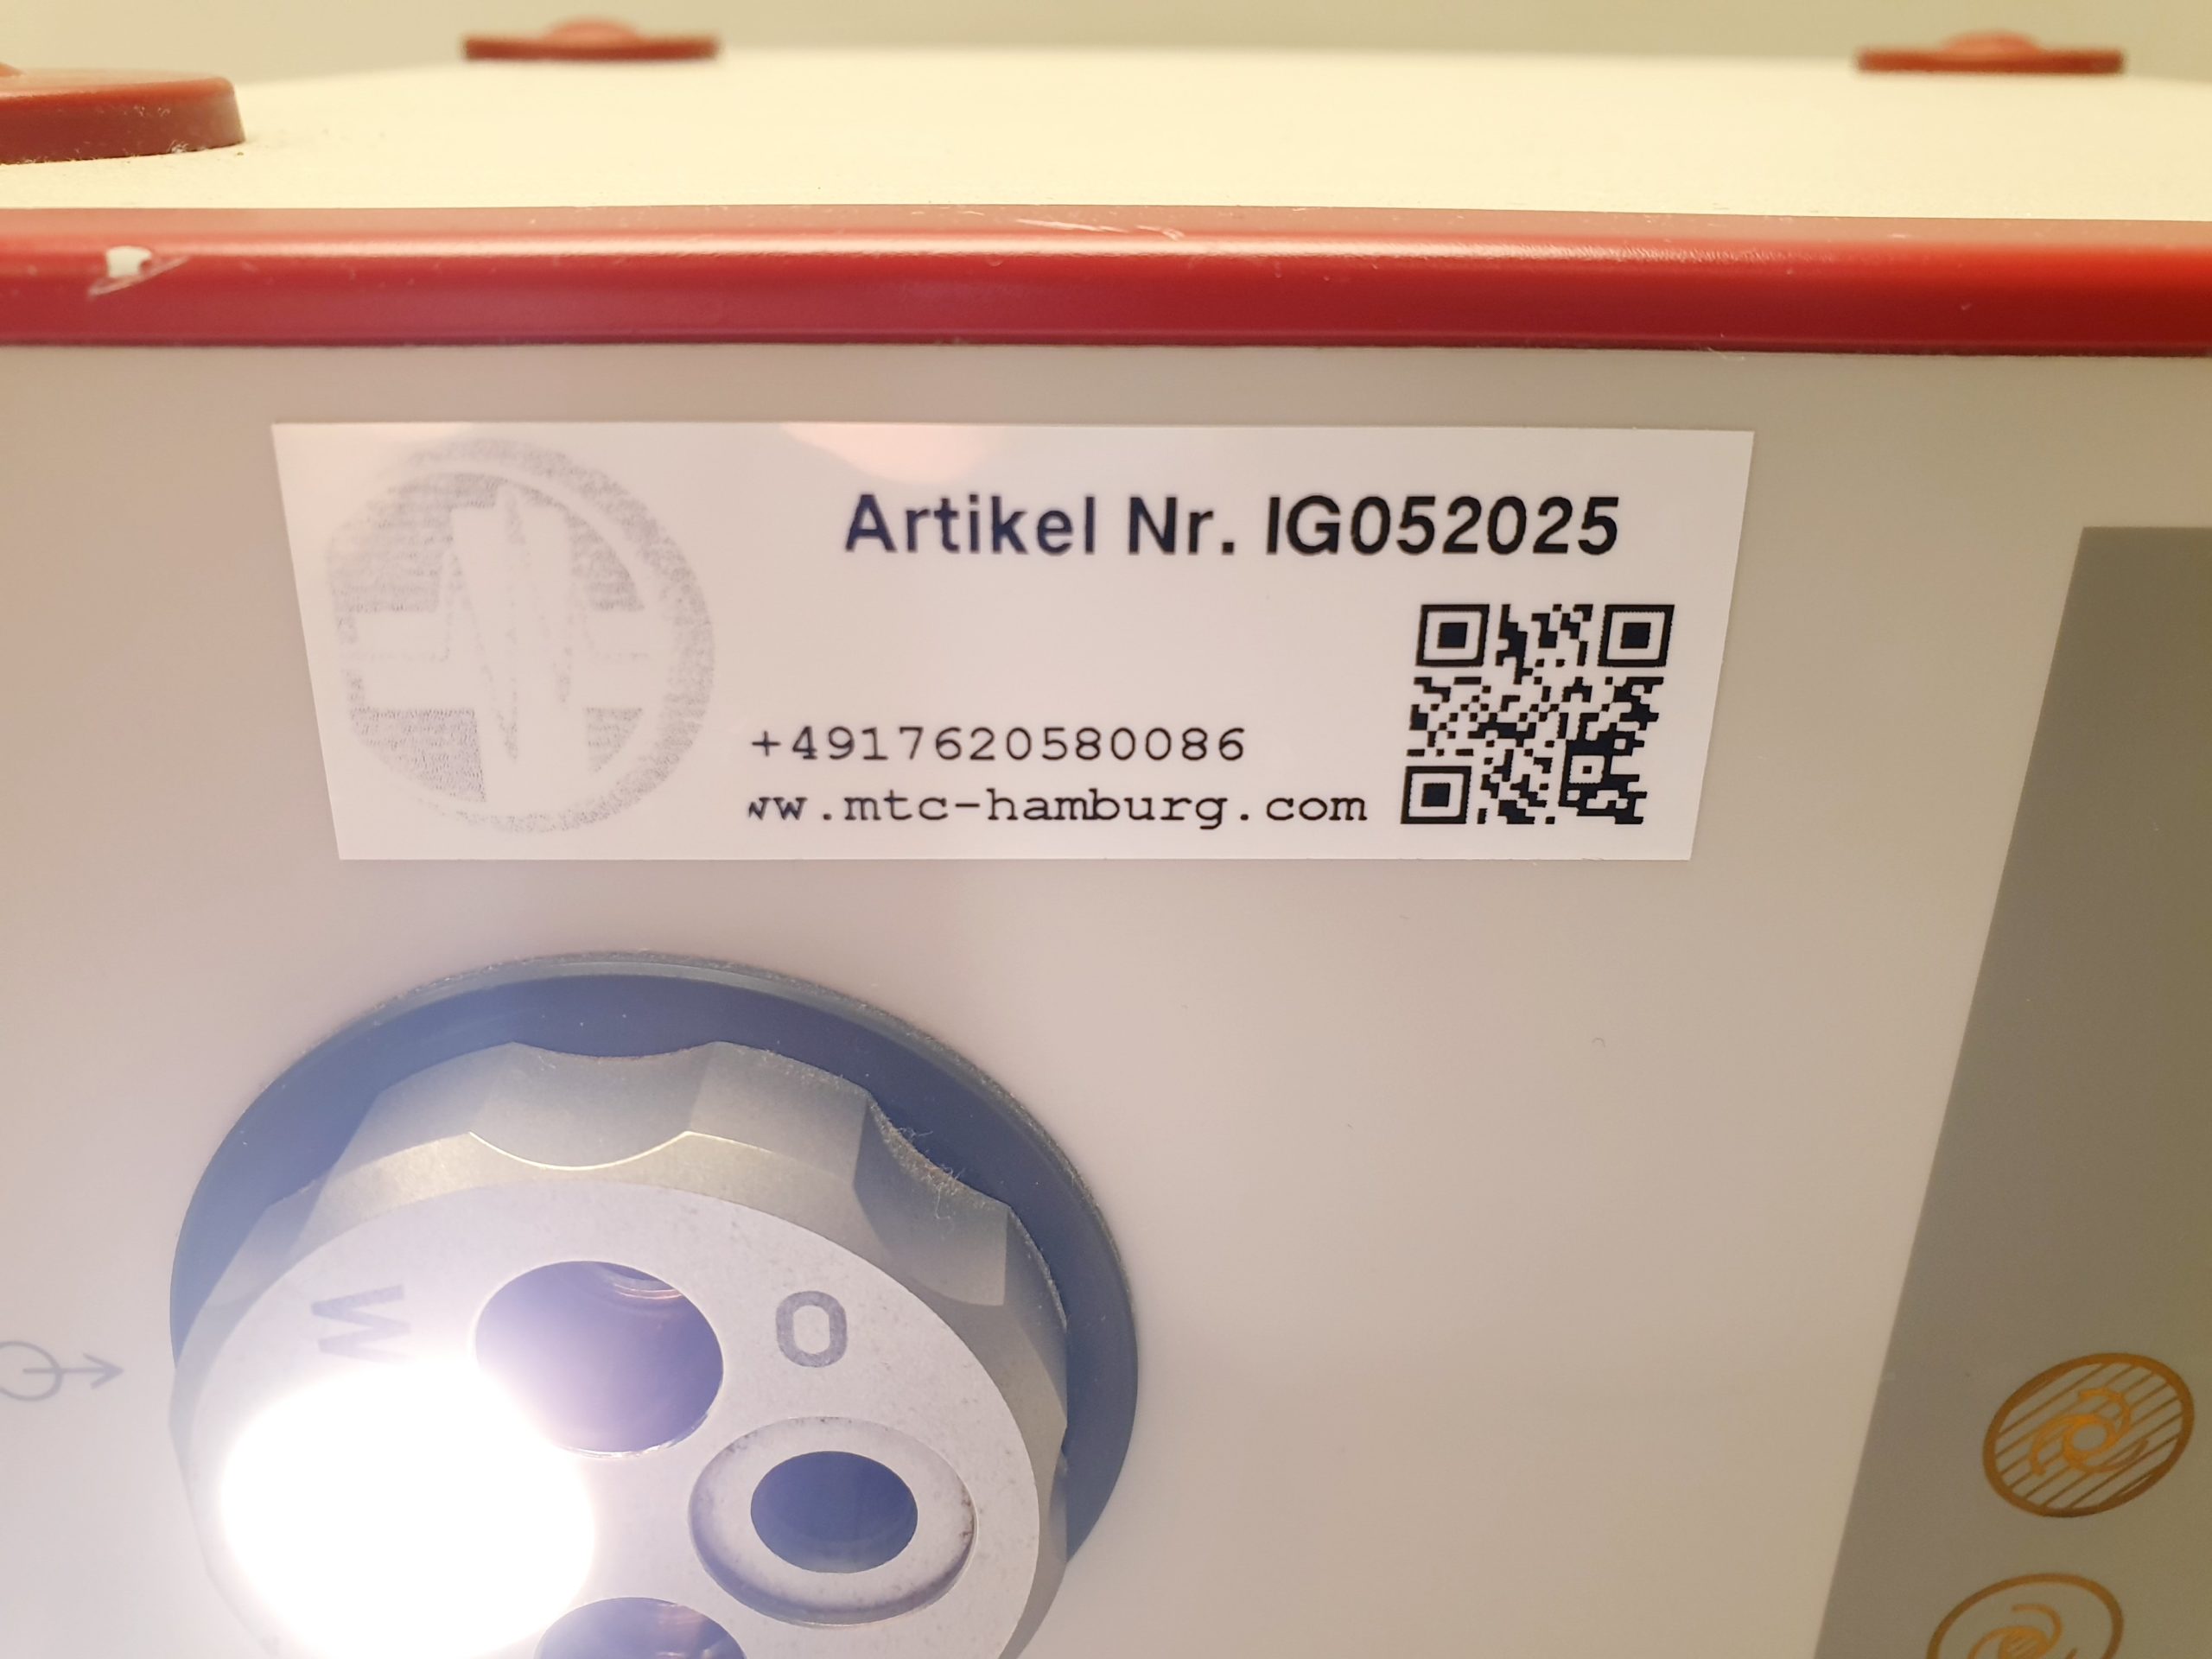 Artikel Nr. IG052025
+4917620580086
ww.mtc-hamburg.com
W
O